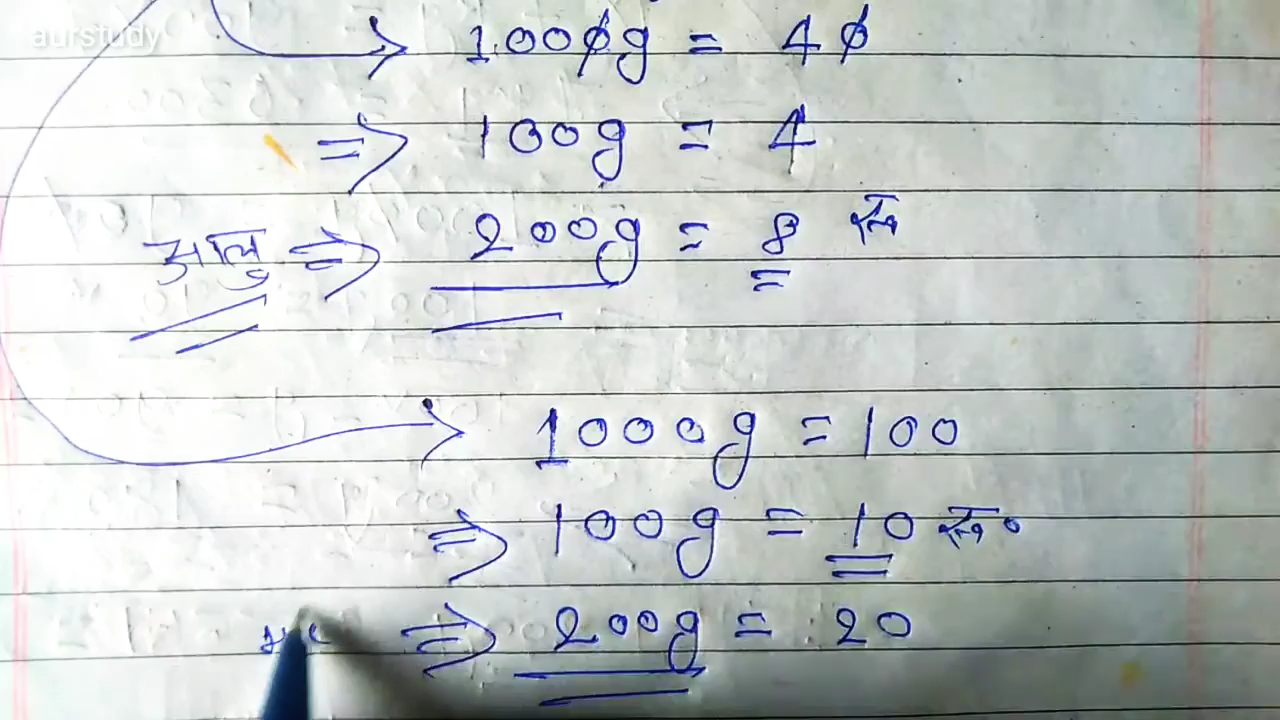 aurstudy
1000g = 40
=> 100g = 4
आलु => 200g = 8 रू
1000g = 100
=> 100g = 10 रू०
=> 200g = 20